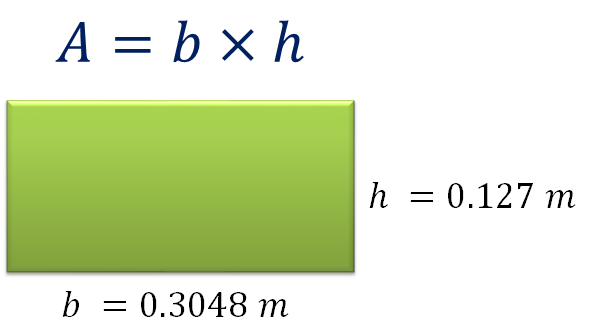 A = b × h
h = 0.127 m
b = 0.3048 m